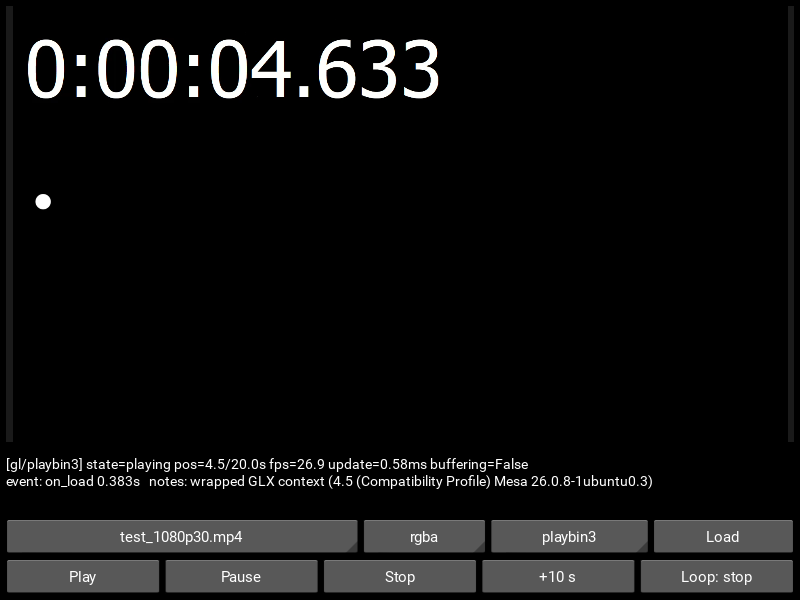 0:00:04.633
[gl/playbin3] state=playing pos=4.5/20.0s fps=26.9 update=0.58ms buffering=False
event: on_load 0.383s  notes: wrapped GLX context (4.5 (Compatibility Profile) Mesa 26.0.8-1ubuntu0.3)
test_1080p30.mp4 rgba playbin3 Load
Play Pause Stop +10 s Loop: stop